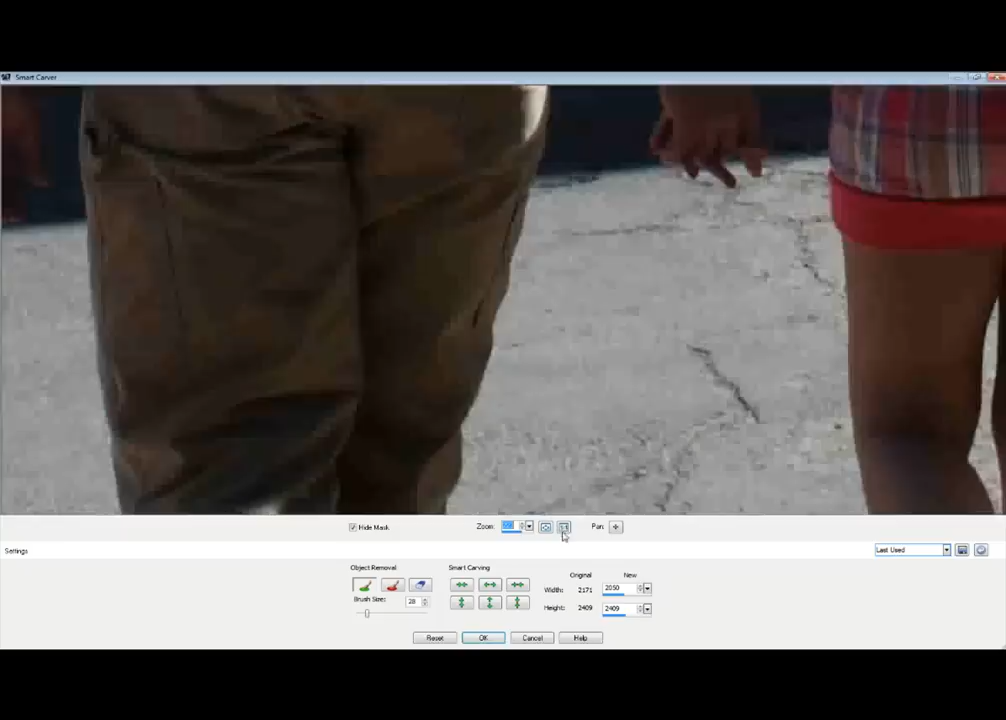 Smart Carver
Hide Mask
Zoom:
Pan:
Settings
Last Used
Object Removal
Brush Size:
28
Smart Carving
Original
New
Width:
2171
2050
Height:
2409
2409
Reset
OK
Cancel
Help